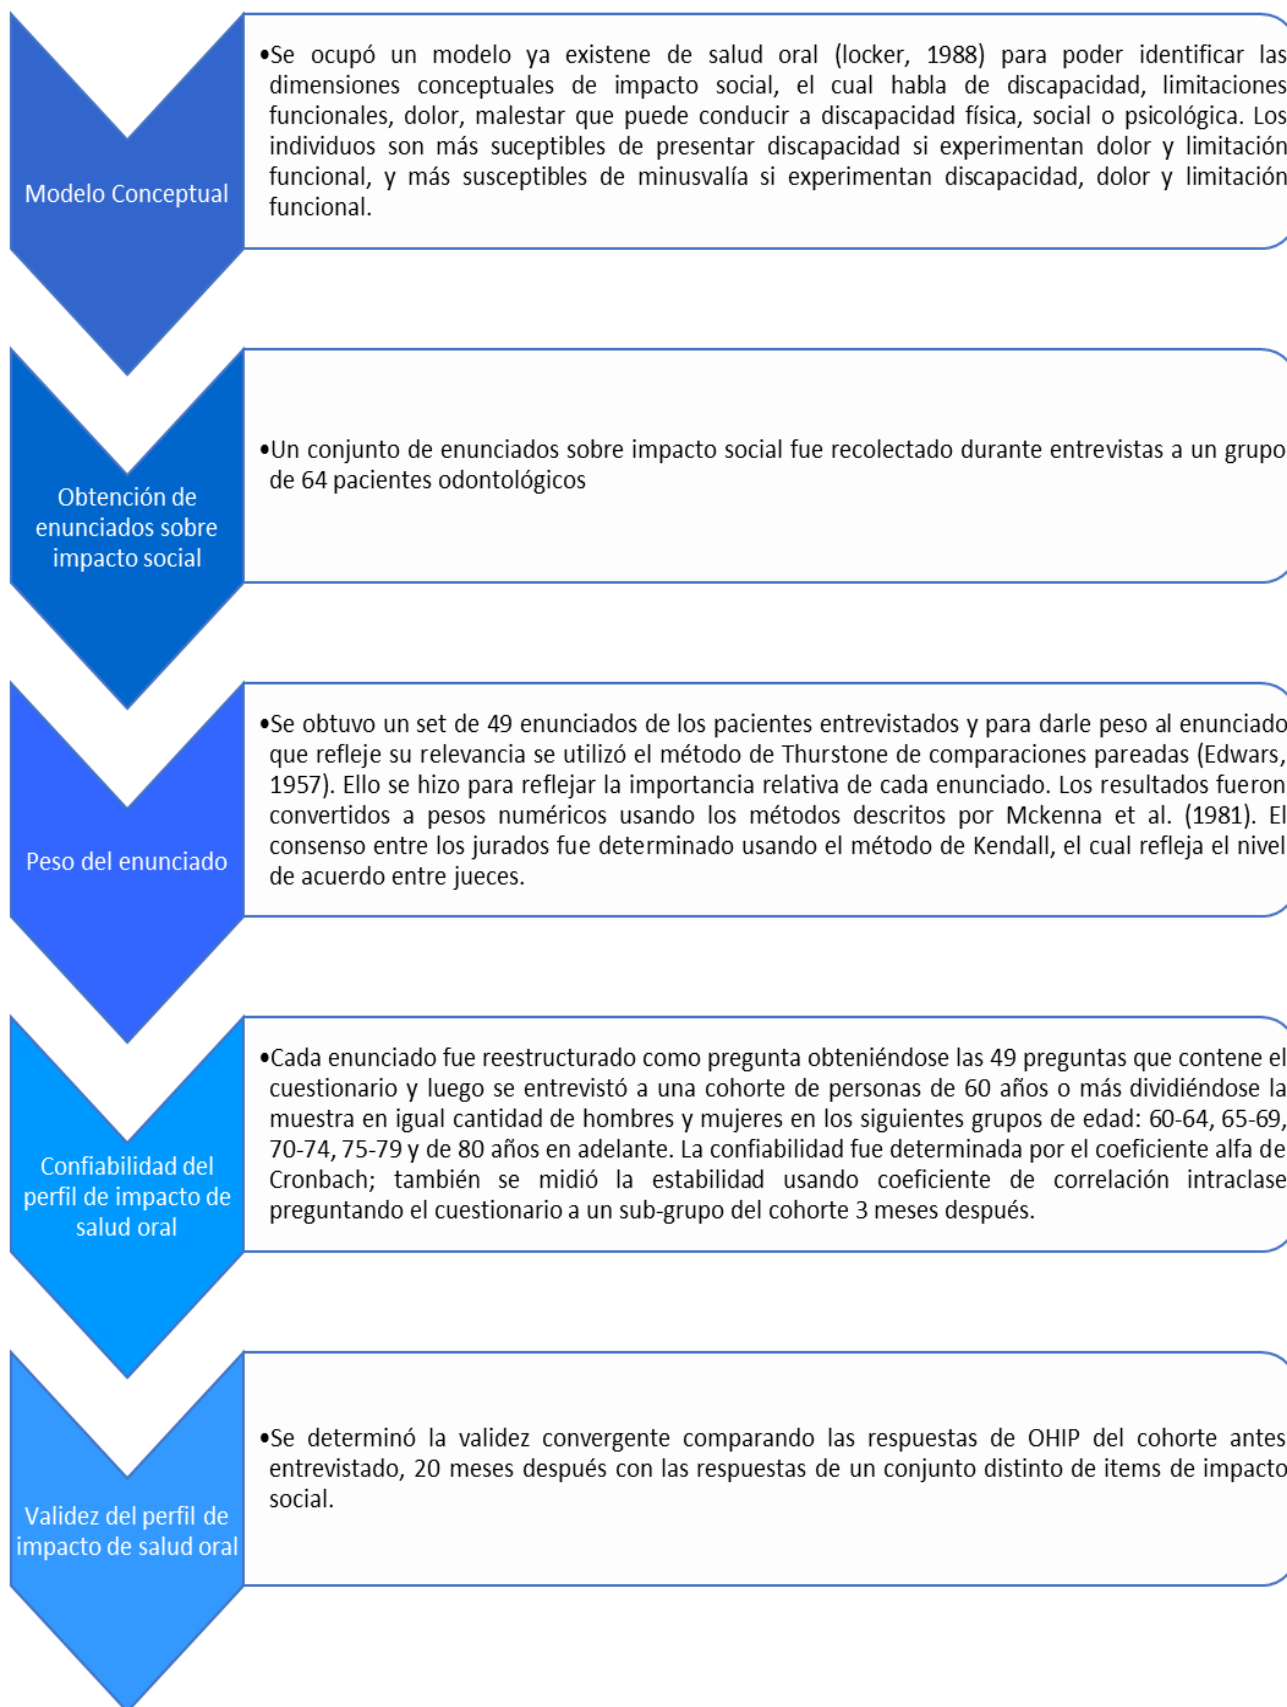 Modelo Conceptual
•Se ocupó un modelo ya existene de salud oral (locker, 1988) para poder identificar las
dimensiones conceptuales de impacto social, el cual habla de discapacidad, limitaciones
funcionales, dolor, malestar que puede conducir a discapacidad física, social o psicológica. Los
individuos son más suceptibles de presentar discapacidad si experimentan dolor y limitación
funcional, y más susceptibles de minusvalía si experimentan discapacidad, dolor y limitación
funcional.
Obtención de
enunciados sobre
impacto social
•Un conjunto de enunciados sobre impacto social fue recolectado durante entrevistas a un grupo
de 64 pacientes odontológicos
Peso del enunciado
•Se obtuvo un set de 49 enunciados de los pacientes entrevistados y para darle peso al enunciado
que refleje su relevancia se utilizó el método de Thurstone de comparaciones pareadas (Edwars,
1957). Ello se hizo para reflejar la importancia relativa de cada enunciado. Los resultados fueron
convertidos a pesos numéricos usando los métodos descritos por Mckenna et al. (1981). El
consenso entre los jurados fue determinado usando el método de Kendall, el cual refleja el nivel
de acuerdo entre jueces.
Confiabilidad del
perfil de impacto de
salud oral
•Cada enunciado fue reestructurado como pregunta obteniéndose las 49 preguntas que contene el
cuestionario y luego se entrevistó a una cohorte de personas de 60 años o más dividiéndose la
muestra en igual cantidad de hombres y mujeres en los siguientes grupos de edad: 60-64, 65-69,
70-74, 75-79 y de 80 años en adelante. La confiabilidad fue determinada por el coeficiente alfa de
Cronbach; también se midió la estabilidad usando coeficiente de correlación intraclase
preguntando el cuestionario a un sub-grupo del cohorte 3 meses después.
Validez del perfil de
impacto de salud oral
•Se determinó la validez convergente comparando las respuestas de OHIP del cohorte antes
entrevistado, 20 meses después con las respuestas de un conjunto distinto de items de impacto
social.